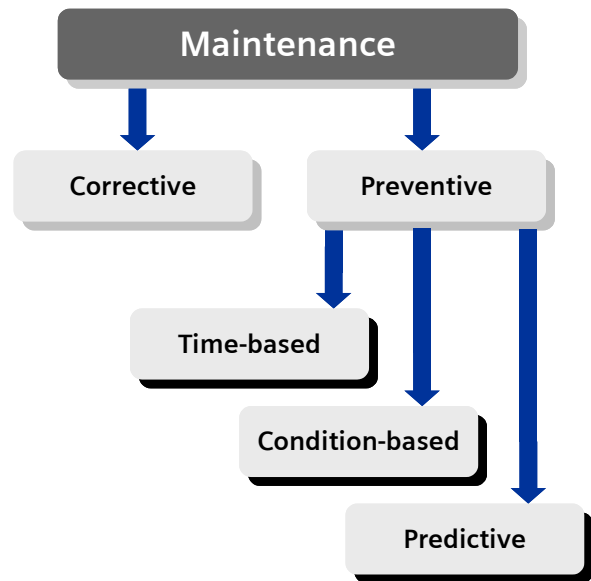 Maintenance
Corrective
Preventive
Time-based
Condition-based
Predictive